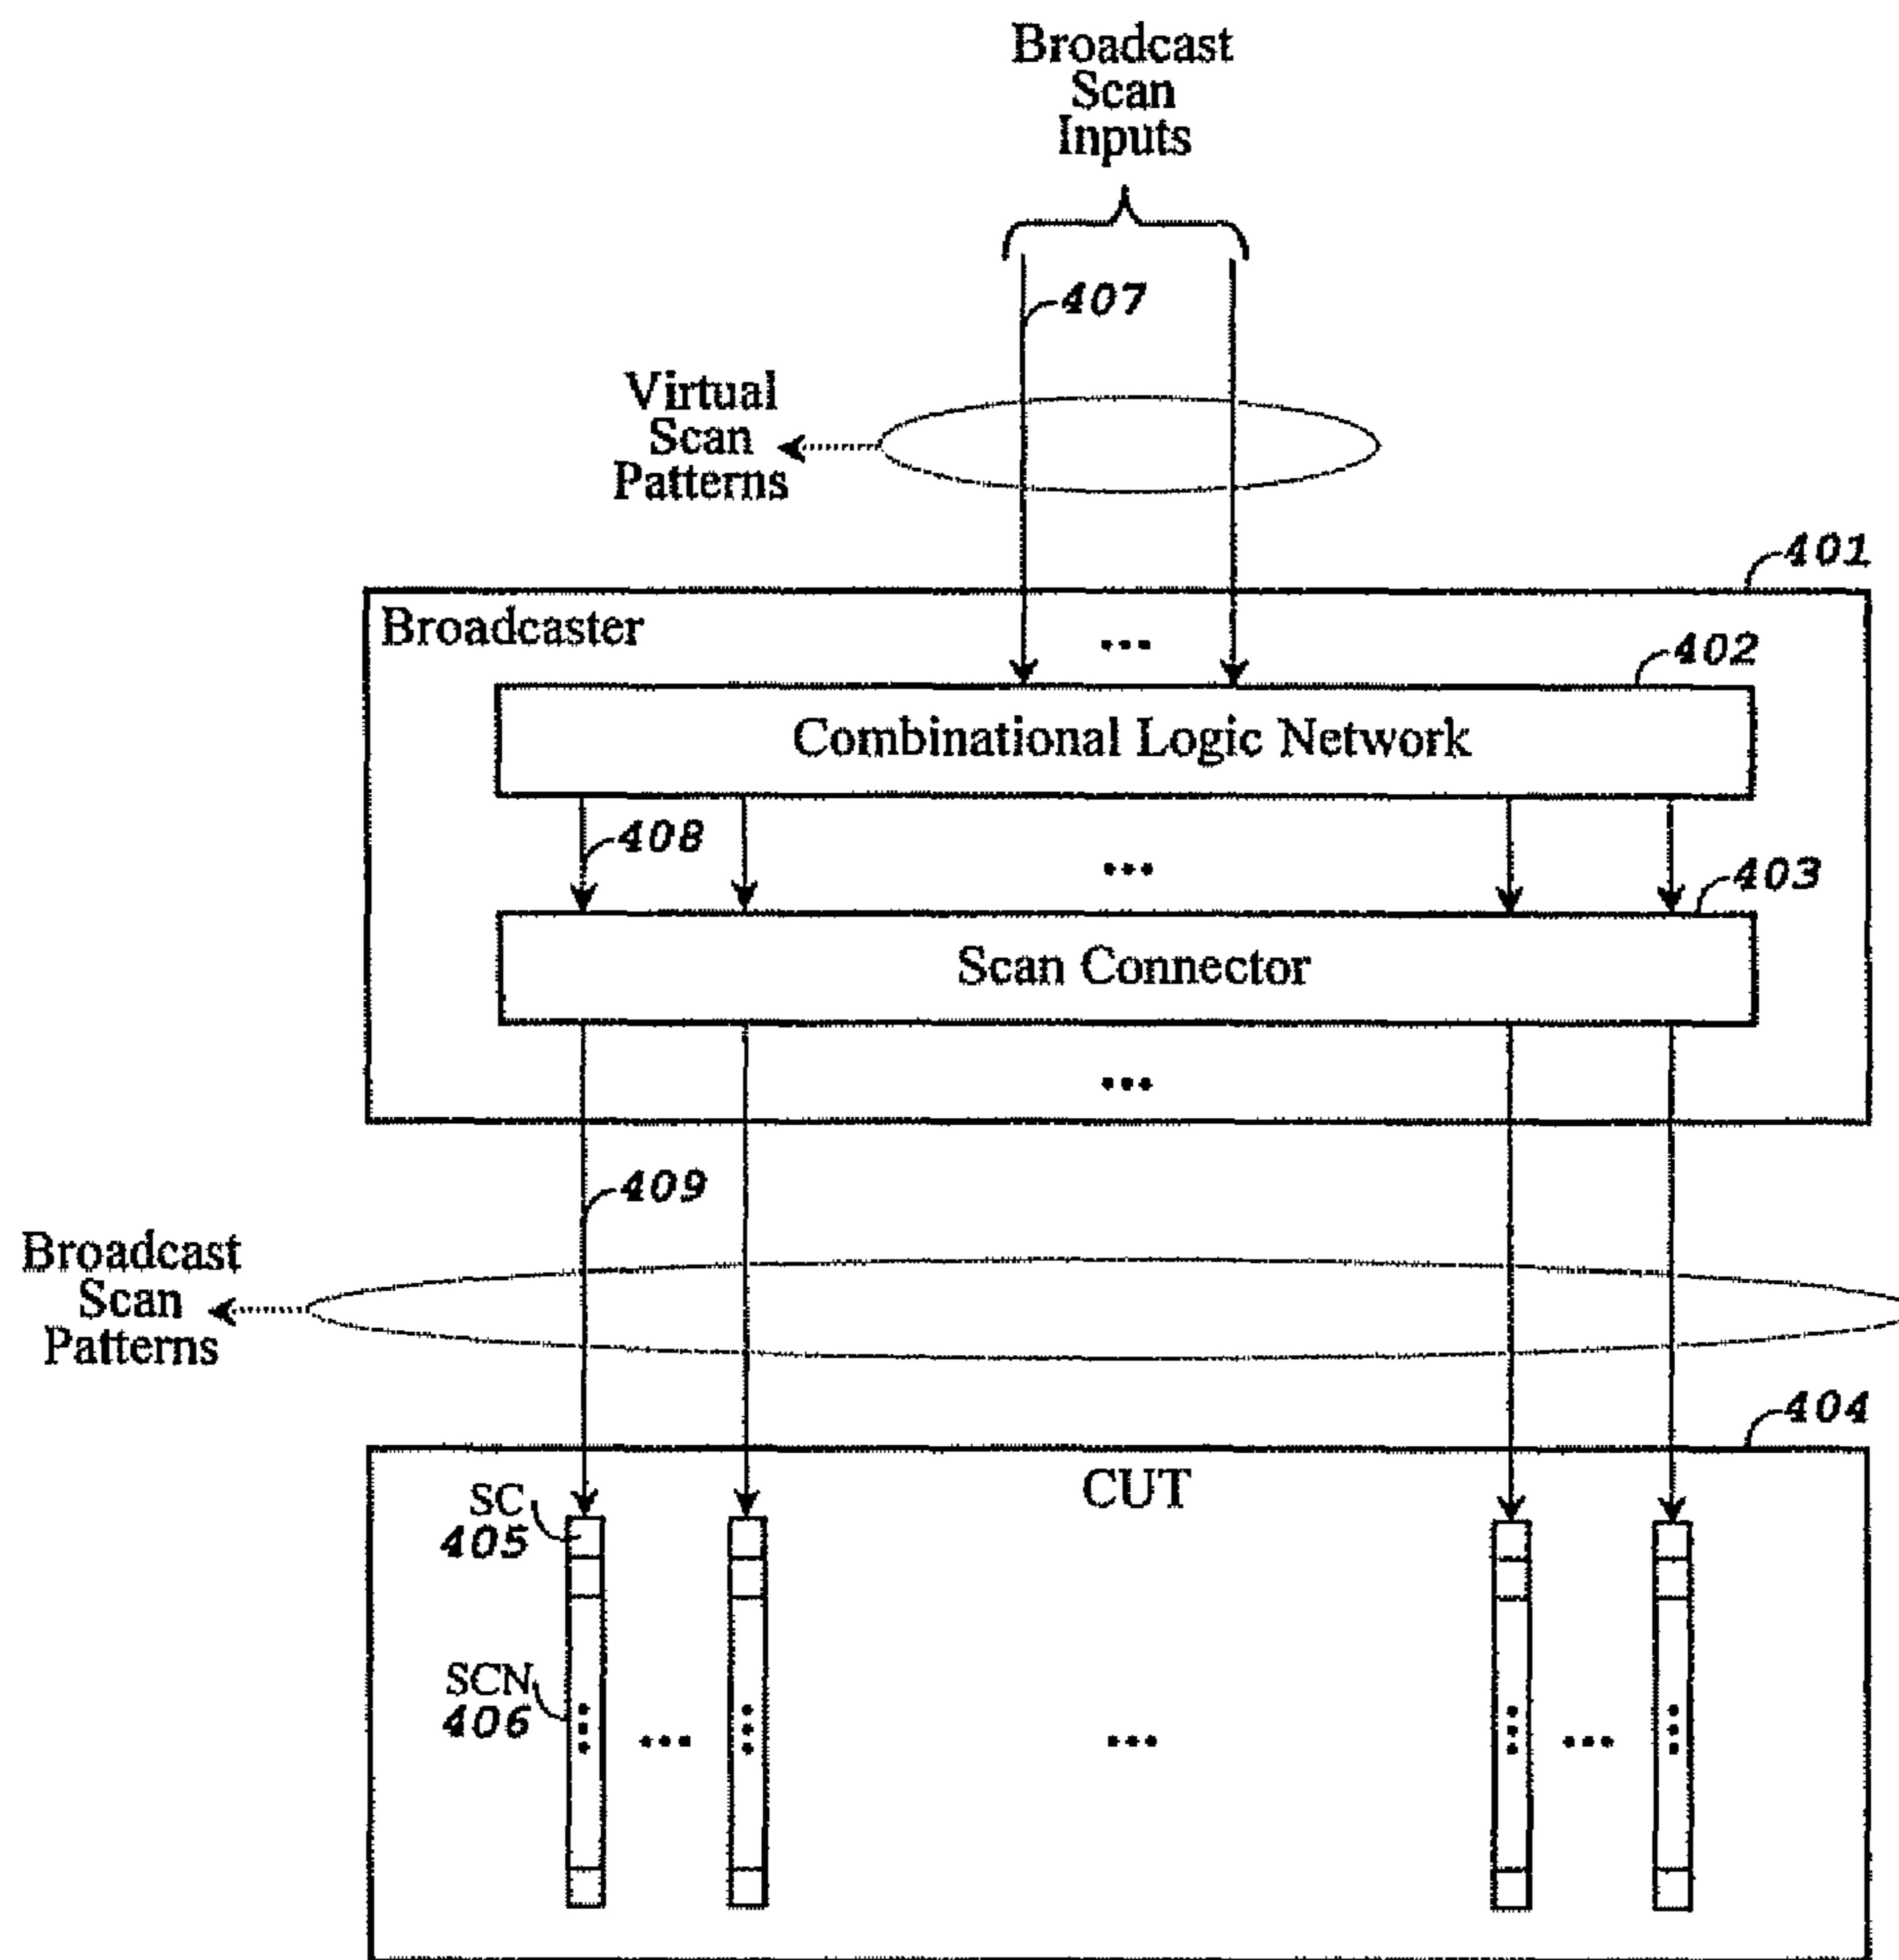 Broadcast
Scan
Inputs
407
Virtual
Scan
Patterns
401
Broadcaster
...
402
Combinational Logic Network
408
...
403
Scan Connector
...
409
Broadcast
Scan
Patterns
404
CUT
SC
405
SCN
406
... ... ...